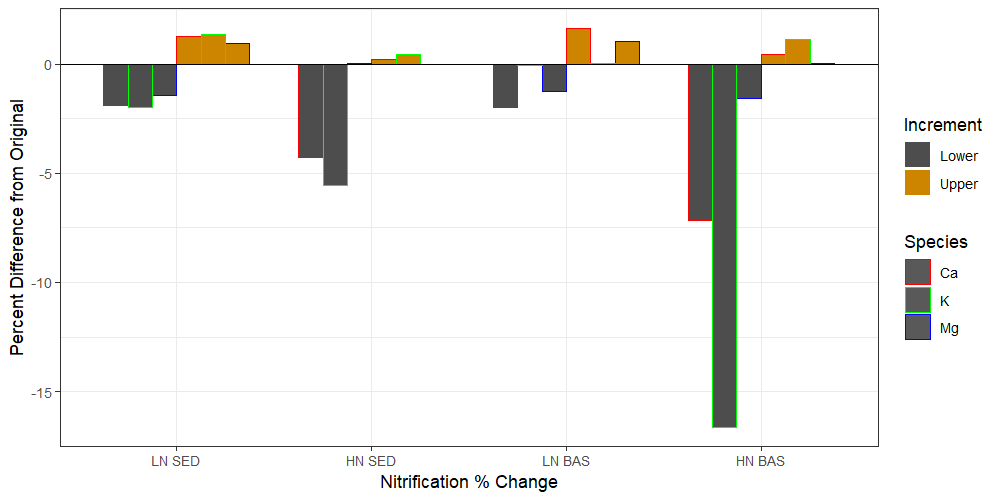 Percent Difference from Original
0
-5
-10
-15
LN SED
HN SED
LN BAS
HN BAS
Nitrification % Change
Increment
Lower
Upper
Species
Ca
K
Mg